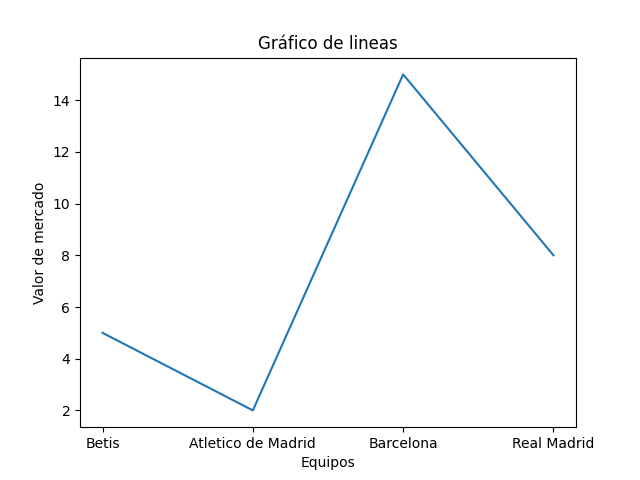 Gráfico de lineas
Valor de mercado
14
12
10
8
6
4
2
Betis
Atletico de Madrid
Barcelona
Real Madrid
Equipos